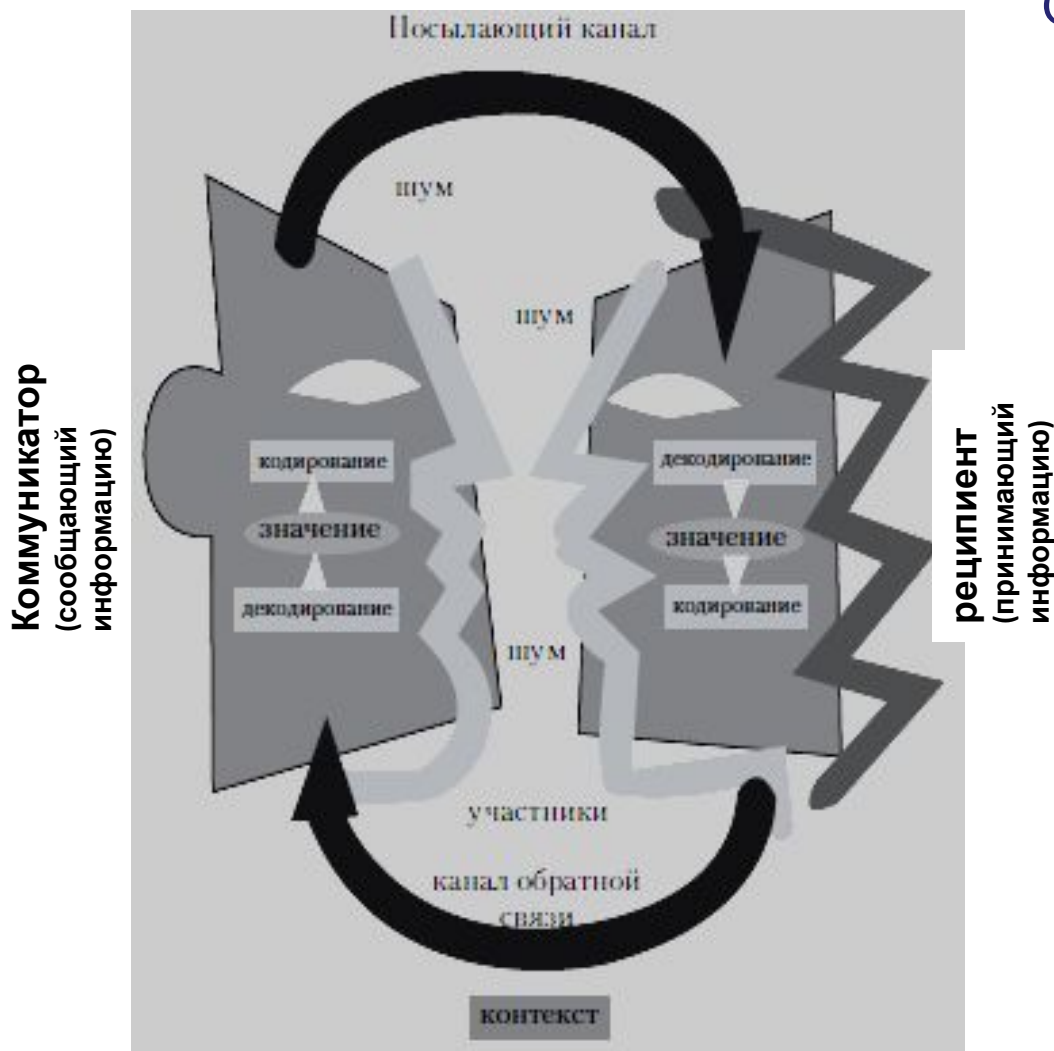 Посылающий канал
шум
шум
Коммуникатор
(сообщающий
информацию)
кодирование
значение
декодирование
декодирование
значение
кодирование
реципиент
(принимающий
информацию)
шум
участники
канал обратной
связи
контекст